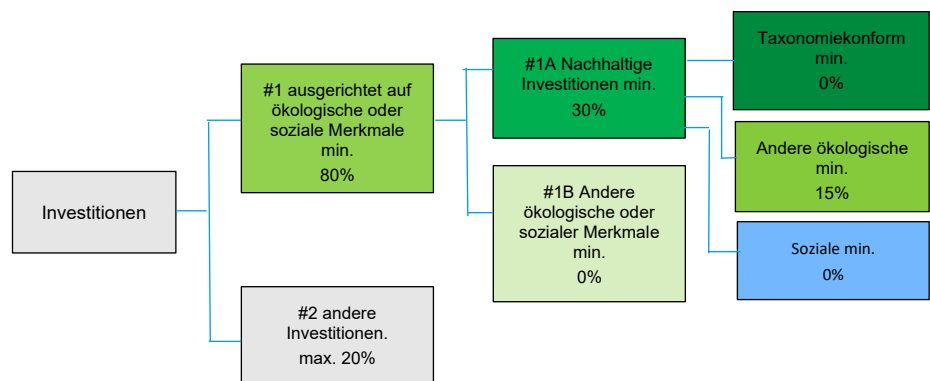 Investitionen
#1 ausgerichtet auf
ökologische oder
soziale Merkmale
min.
80%
#2 andere
Investitionen.
max. 20%
#1A Nachhaltige
Investitionen min.
30%
#1B Andere
ökologische oder
sozialer Merkmale
min.
0%
Taxonomiekonform
min.
0%
Andere ökologische
min.
15%
Soziale min.
0%